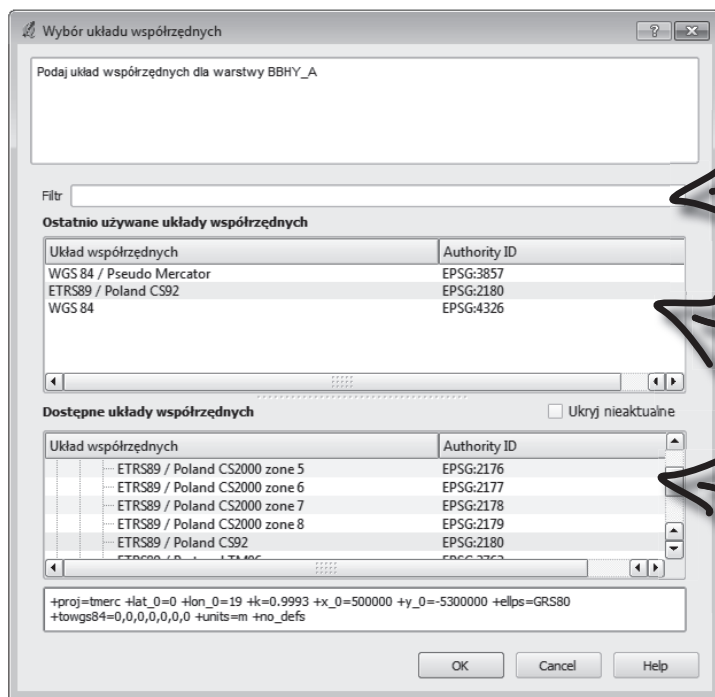 Wybór układu współrzędnych
Podaj układ współrzędnych dla warstwy BBHY_A
Filtr
Ostatnio używane układy współrzędnych
Układ współrzędnych Authority ID
WGS 84 / Pseudo Mercator EPSG:3857
ETRS89 / Poland CS92 EPSG:2180
WGS 84 EPSG:4326
Dostępne układy współrzędnych Ukryj nieaktualne
Układ współrzędnych Authority ID
ETRS89 / Poland CS2000 zone 5 EPSG:2176
ETRS89 / Poland CS2000 zone 6 EPSG:2177
ETRS89 / Poland CS2000 zone 7 EPSG:2178
ETRS89 / Poland CS2000 zone 8 EPSG:2179
ETRS89 / Poland CS92 EPSG:2180
+proj=tmerc +lat_0=0 +lon_0=19 +k=0.9993 +x_0=500000 +y_0=-5300000 +ellps=GRS80
+towgs84=0,0,0,0,0,0,0 +units=m +no_defs
OK Cancel Help